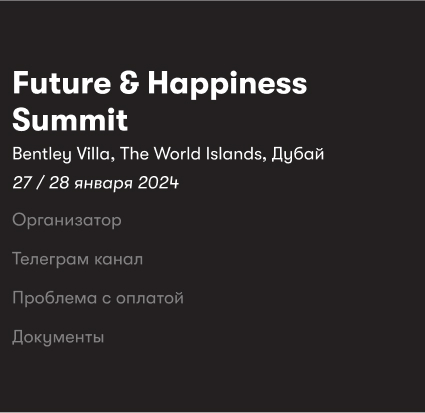 Future & Happiness
Summit
Bentley Villa, The World Islands, Дубай
27 / 28 января 2024
Организатор
Телеграм канал
Проблема с оплатой
Документы